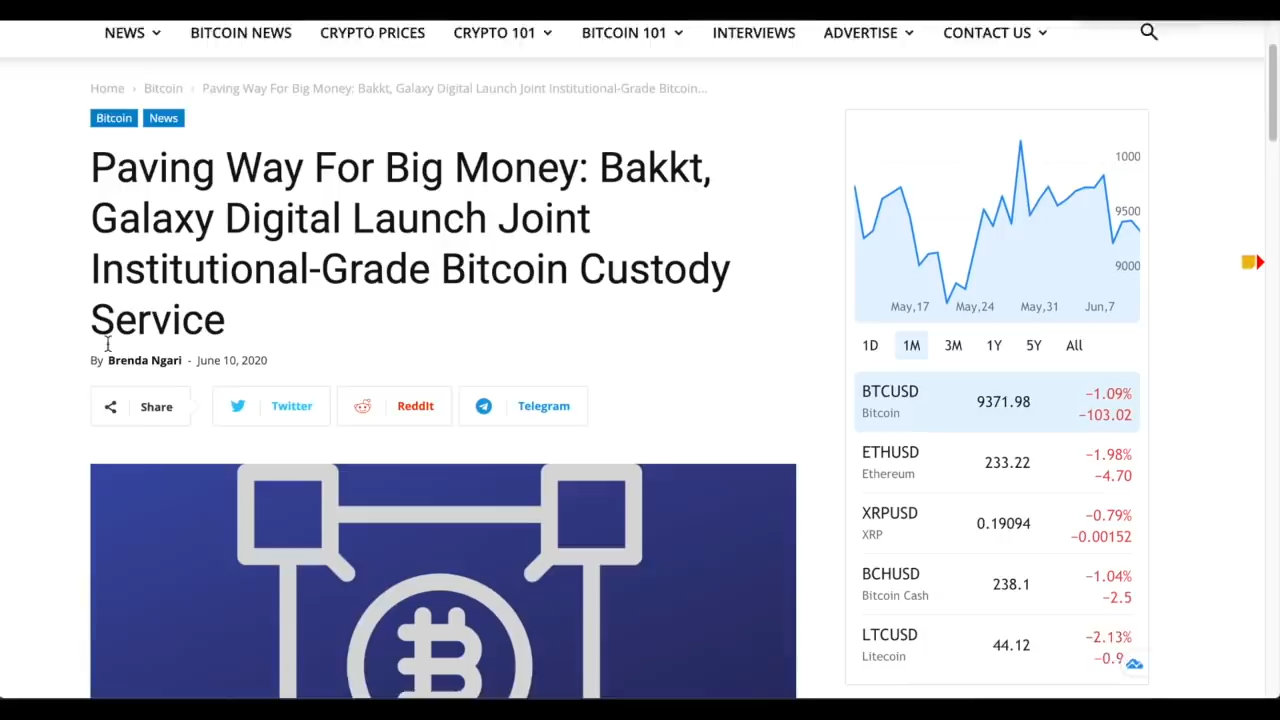 NEWS
BITCOIN NEWS
CRYPTO PRICES
CRYPTO 101
BITCOIN 101
INTERVIEWS
ADVERTISE
CONTACT US
Home › Bitcoin › Paving Way For Big Money: Bakkt, Galaxy Digital Launch Joint Institutional-Grade Bitcoin...
Bitcoin
News
Paving Way For Big Money: Bakkt,
Galaxy Digital Launch Joint
Institutional-Grade Bitcoin Custody
Service
By Brenda Ngari - June 10, 2020
Share
Twitter
ReddIt
Telegram
1000
9500
9000
May,17
May,24
May,31
Jun,7
1D
1M
3M
1Y
5Y
All
BTCUSD 9371.98 −1.09%
Bitcoin −103.02
ETHUSD 233.22 −1.98%
Ethereum −4.70
XRPUSD 0.19094 −0.79%
XRP −0.00152
BCHUSD 238.1 −1.04%
Bitcoin Cash −2.5
LTCUSD 44.12 −2.13%
Litecoin −0.9